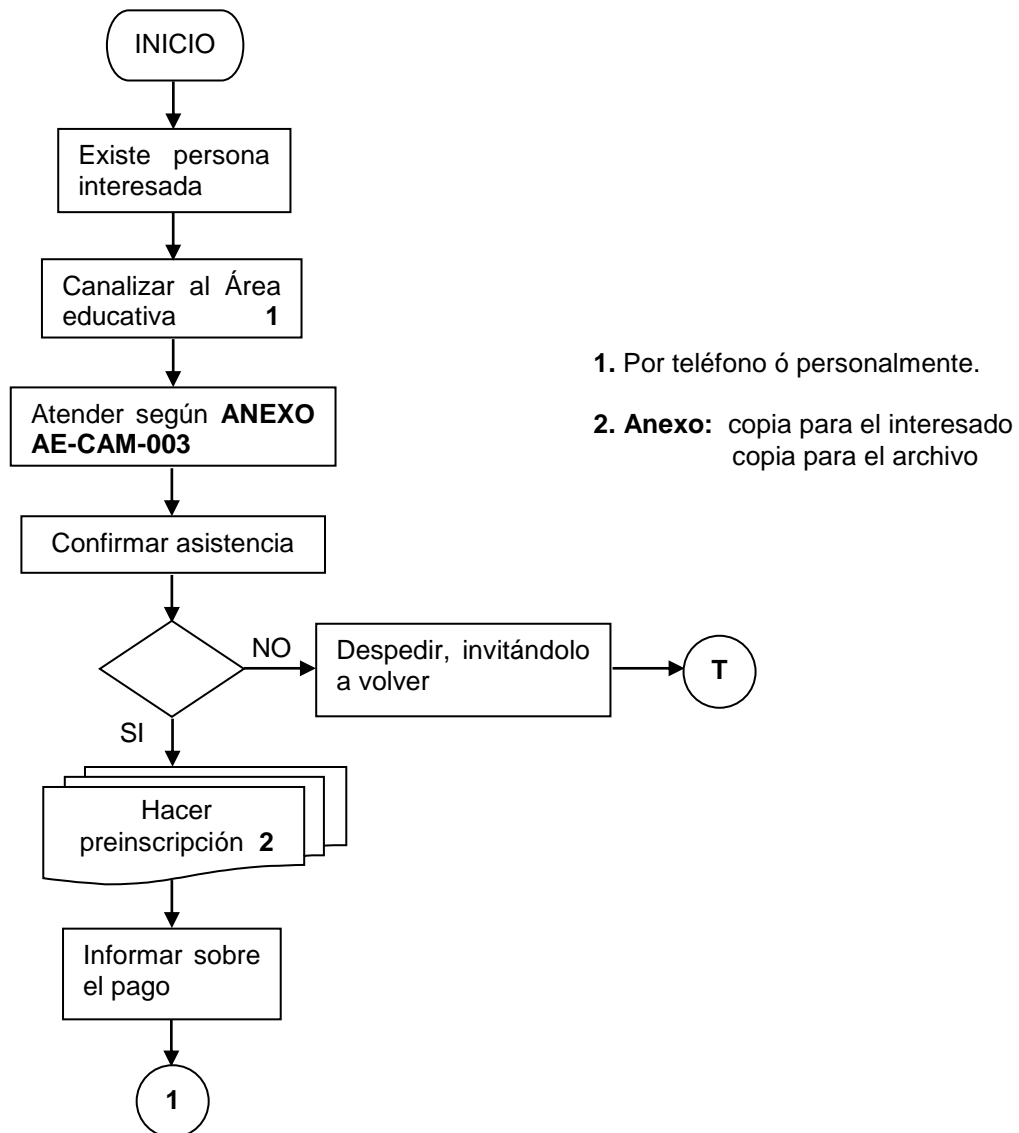 INICIO
Existe persona
interesada
Canalizar al Área
educativa 1
1. Por teléfono ó personalmente.
Atender según ANEXO
AE-CAM-003
2. Anexo: copia para el interesado
copia para el archivo
Confirmar asistencia
NO
Despedir, invitándolo
a volver
T
SI
Hacer
preinscripción 2
Informar sobre
el pago
1